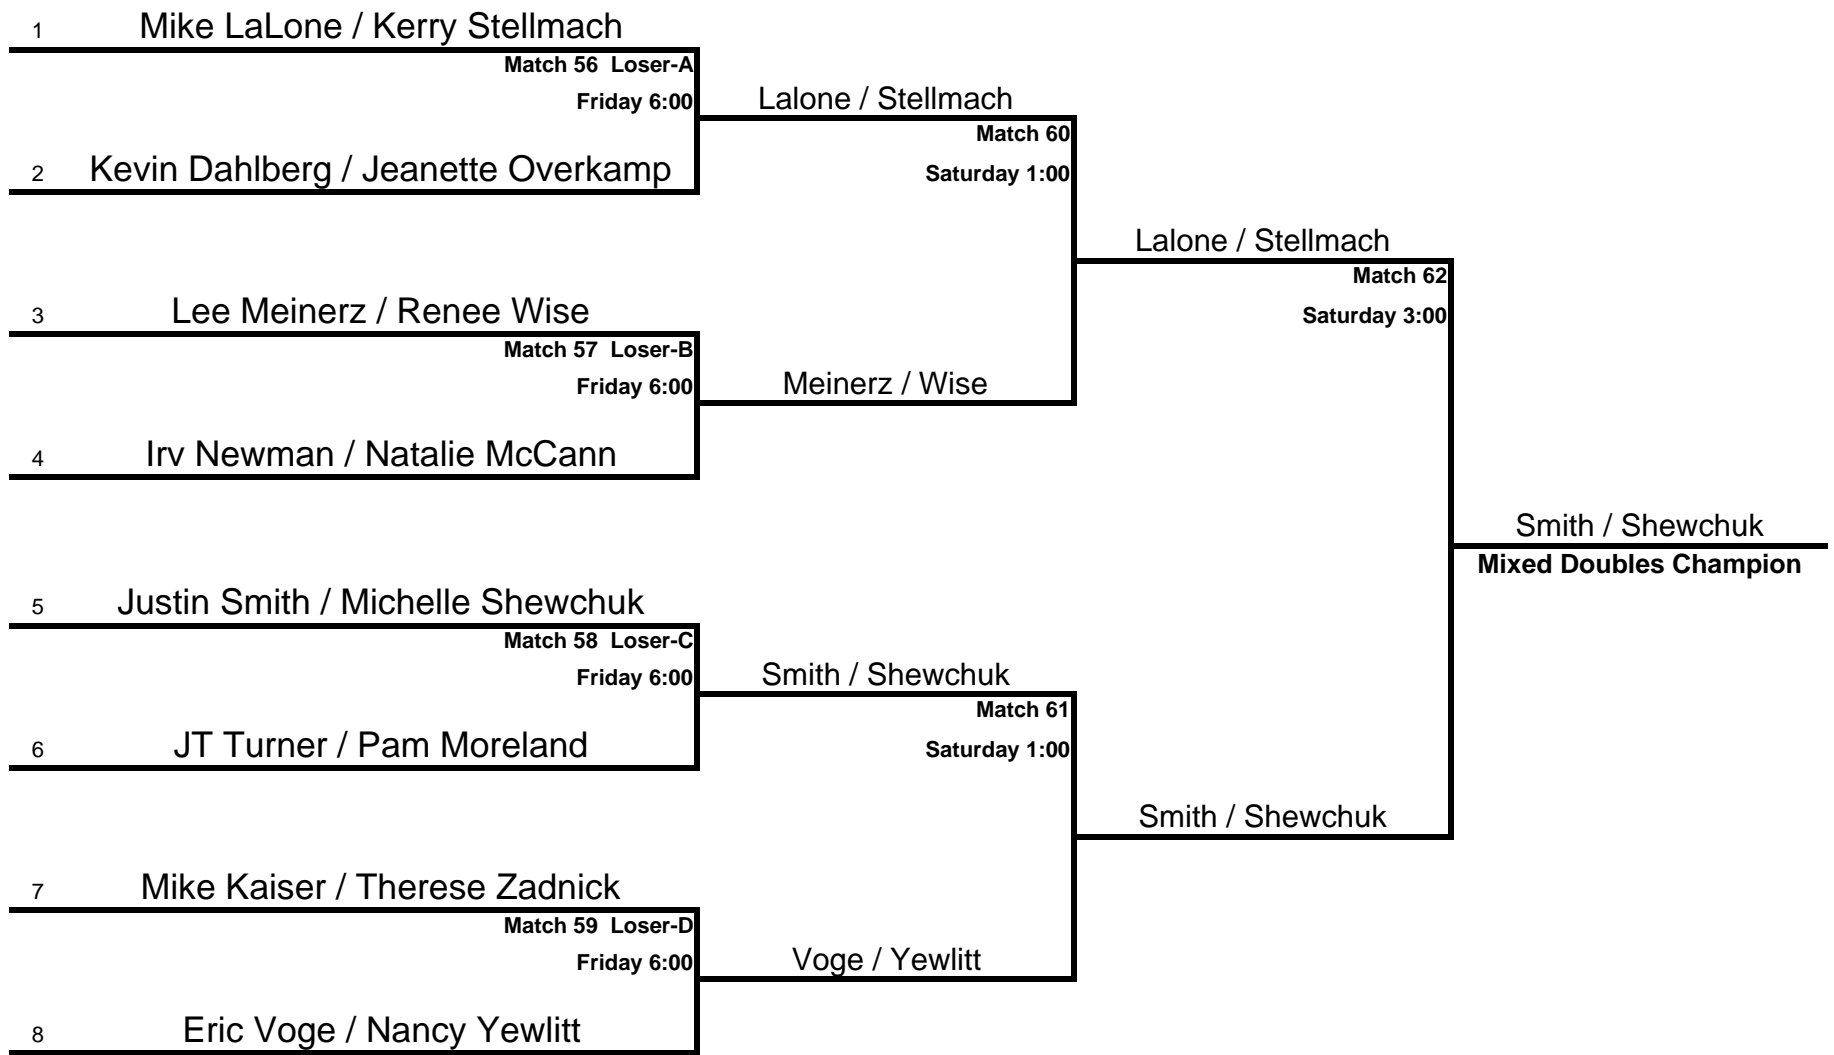 1 Mike LaLone / Kerry Stellmach
Match 56 Loser-A
Friday 6:00
Lalone / Stellmach
Match 60
2 Kevin Dahlberg / Jeanette Overkamp
Saturday 1:00
Lalone / Stellmach
Match 62
3 Lee Meinerz / Renee Wise
Saturday 3:00
Match 57 Loser-B
Friday 6:00
Meinerz / Wise
4 Irv Newman / Natalie McCann
Smith / Shewchuk
Mixed Doubles Champion
5 Justin Smith / Michelle Shewchuk
Match 58 Loser-C
Friday 6:00
Smith / Shewchuk
Match 61
6 JT Turner / Pam Moreland
Saturday 1:00
Smith / Shewchuk
7 Mike Kaiser / Therese Zadnick
Match 59 Loser-D
Friday 6:00
Voge / Yewlitt
8 Eric Voge / Nancy Yewlitt